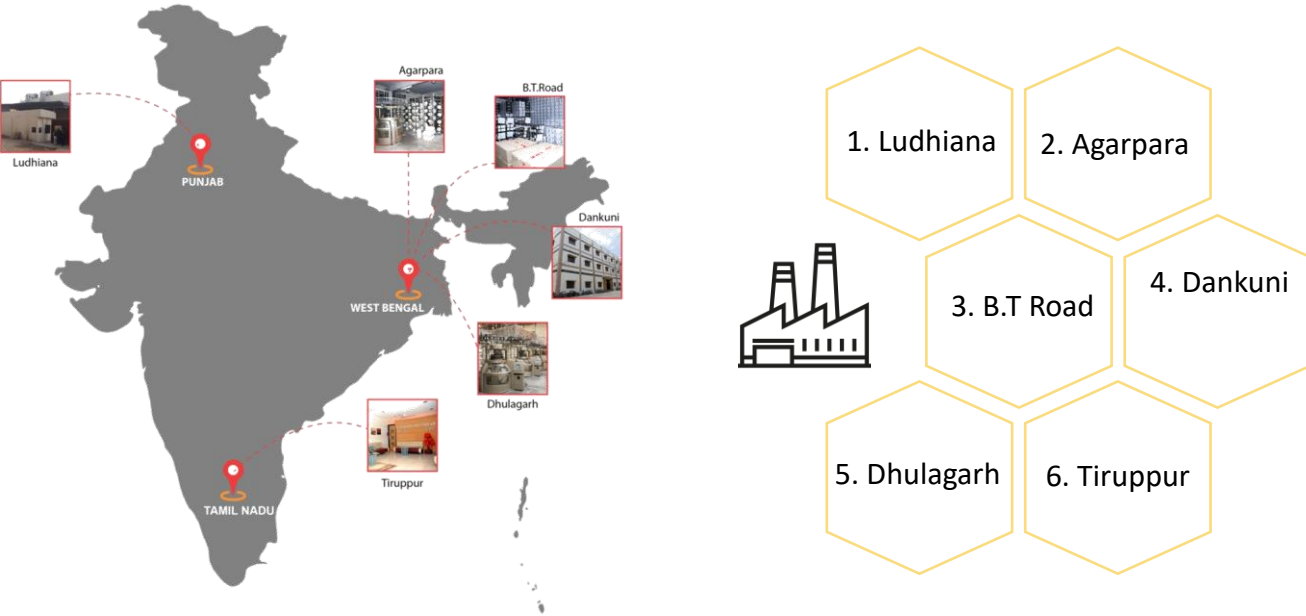 Agarpara
B.T.Road
Ludhiana
PUNJAB
Dankuni
WEST BENGAL
Dhulagarh
Tiruppur
TAMIL NADU
1. Ludhiana
2. Agarpara
3. B.T Road
4. Dankuni
5. Dhulagarh
6. Tiruppur